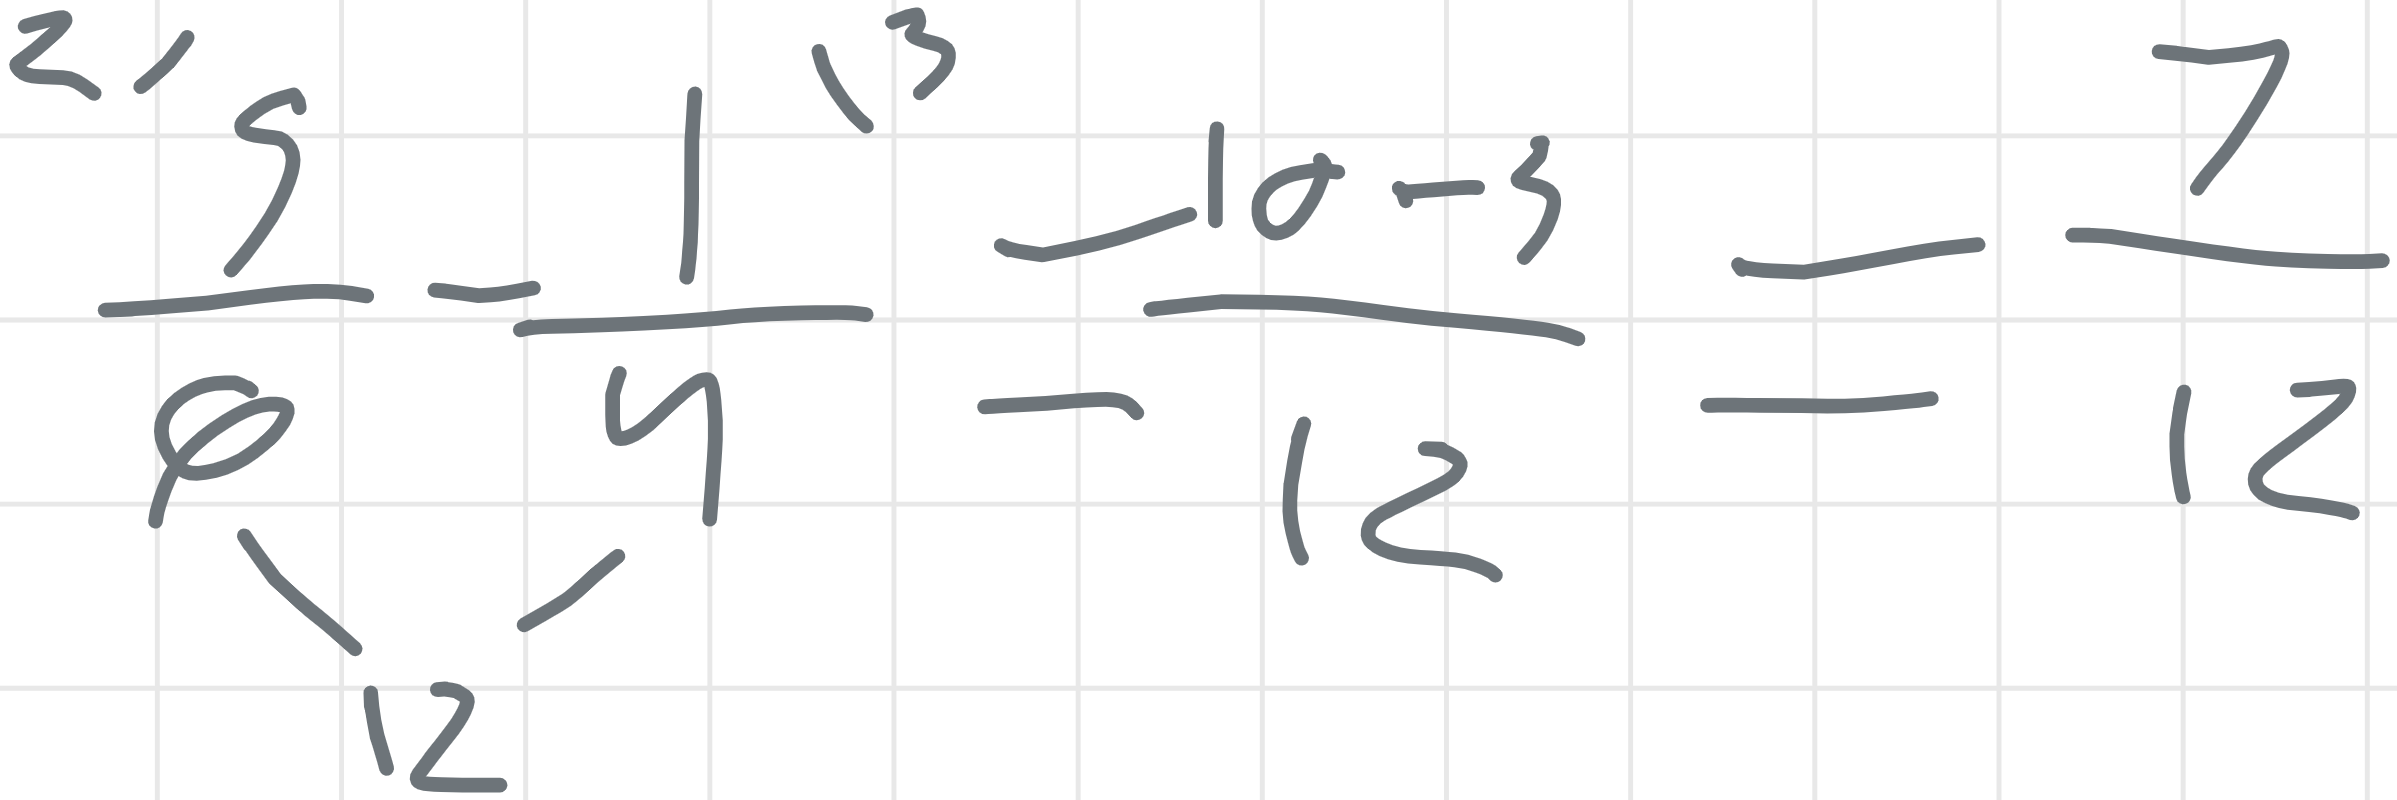 2/ 5/6 - 1/4 \3 = 10-3/12 = 7/12
12